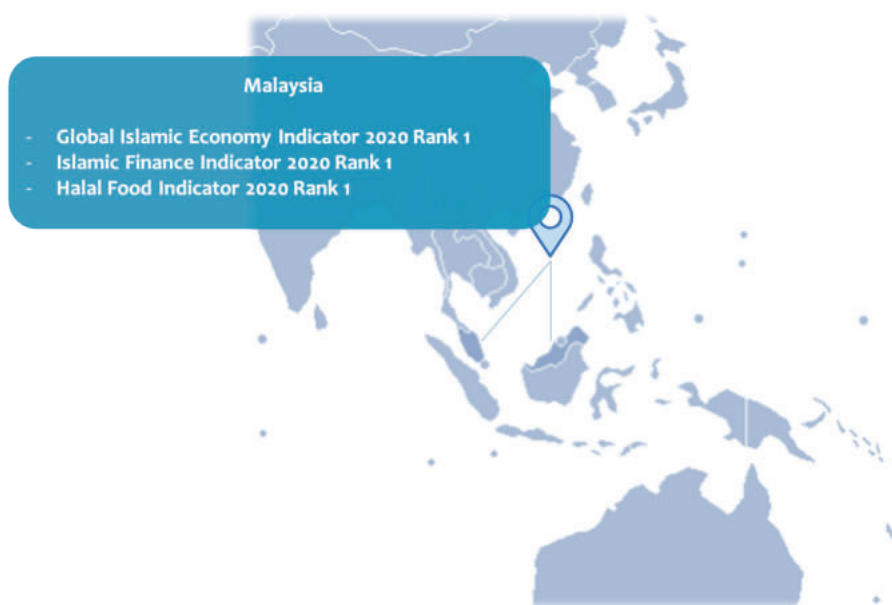 Malaysia
- Global Islamic Economy Indicator 2020 Rank 1
- Islamic Finance Indicator 2020 Rank 1
- Halal Food Indicator 2020 Rank 1